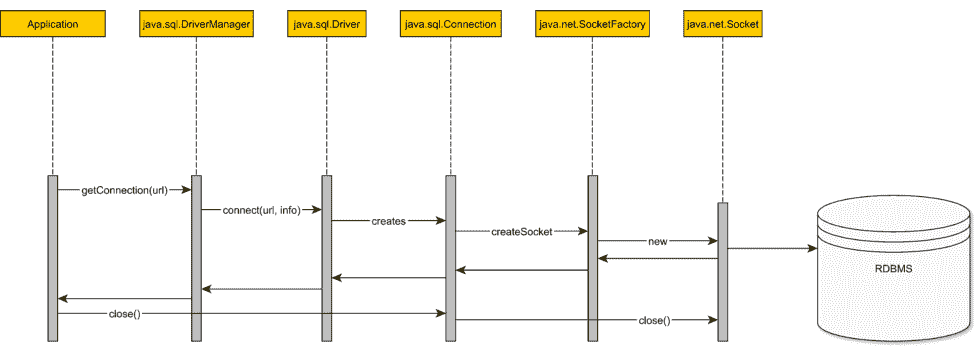 Application
java.sql.DriverManager
java.sql.Driver
java.sql.Connection
java.net.SocketFactory
java.net.Socket
getConnection(url)
connect(url, info)
creates
createSocket
new
RDBMS
close()
close()